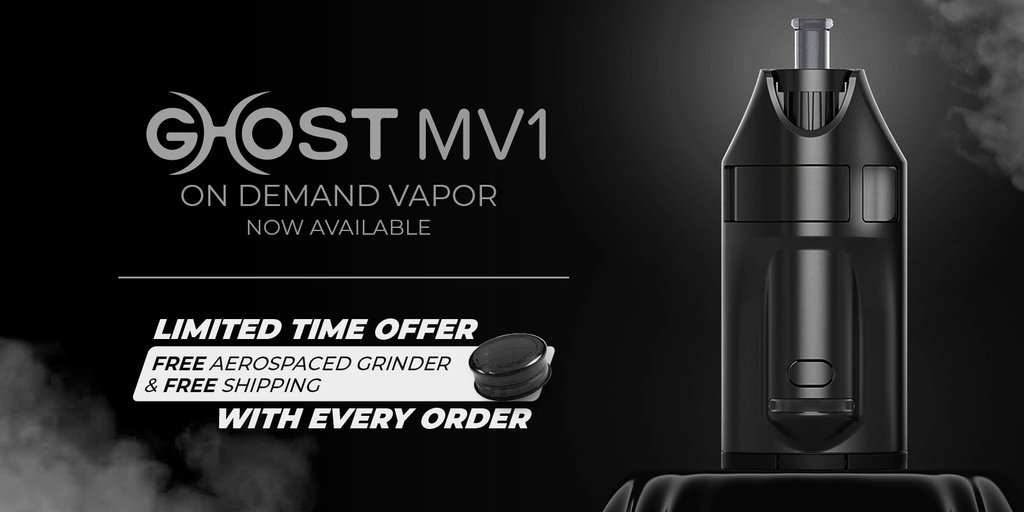 GHOST MV1
ON DEMAND VAPOR
NOW AVAILABLE
LIMITED TIME OFFER
FREE AEROSPACED GRINDER
& FREE SHIPPING
WITH EVERY ORDER